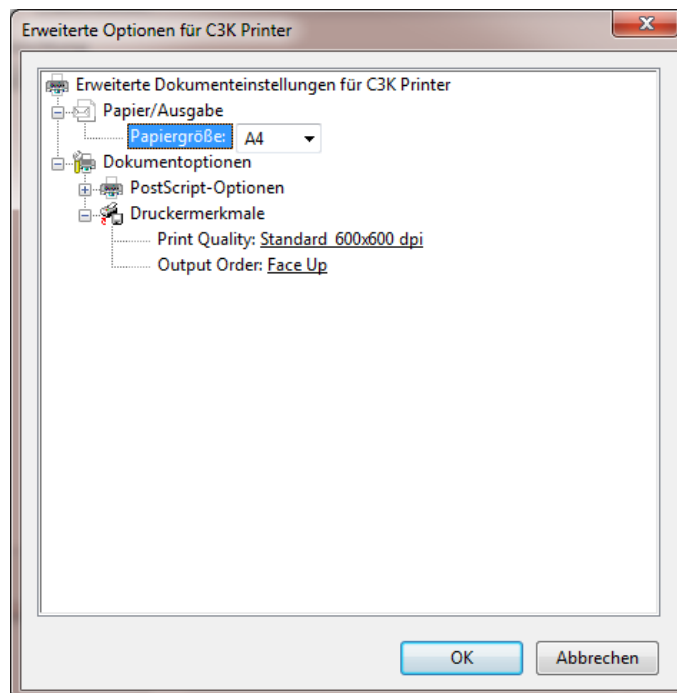 Erweiterte Optionen für C3K Printer
Erweiterte Dokumenteinstellungen für C3K Printer
Papier/Ausgabe
Papiergröße: A4
Dokumentoptionen
PostScript-Optionen
Druckermerkmale
Print Quality: Standard 600x600 dpi
Output Order: Face Up
OK Abbrechen